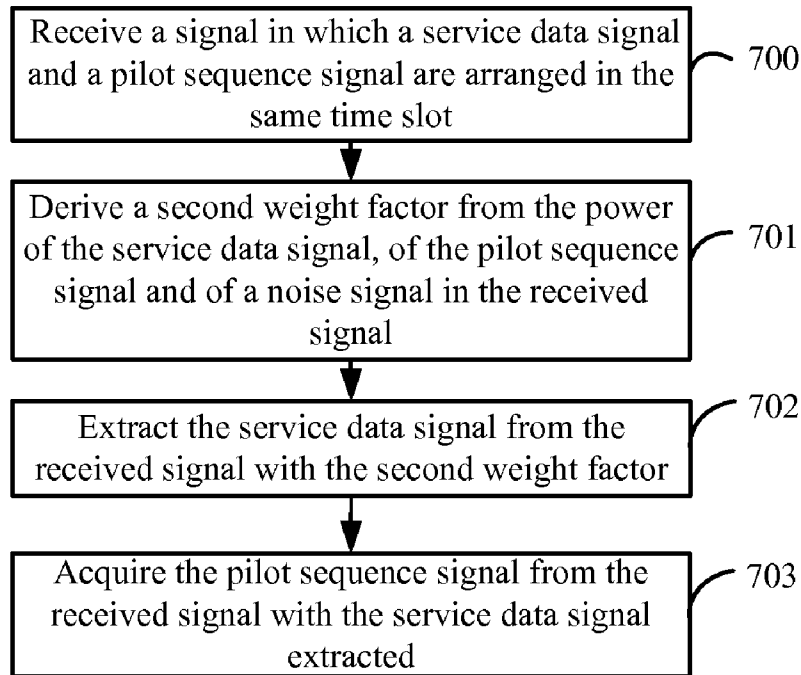 Receive a signal in which a service data signal
and a pilot sequence signal are arranged in the
same time slot
700
Derive a second weight factor from the power
of the service data signal, of the pilot sequence
signal and of a noise signal in the received
signal
701
Extract the service data signal from the
received signal with the second weight factor
702
Acquire the pilot sequence signal from the
received signal with the service data signal
extracted
703